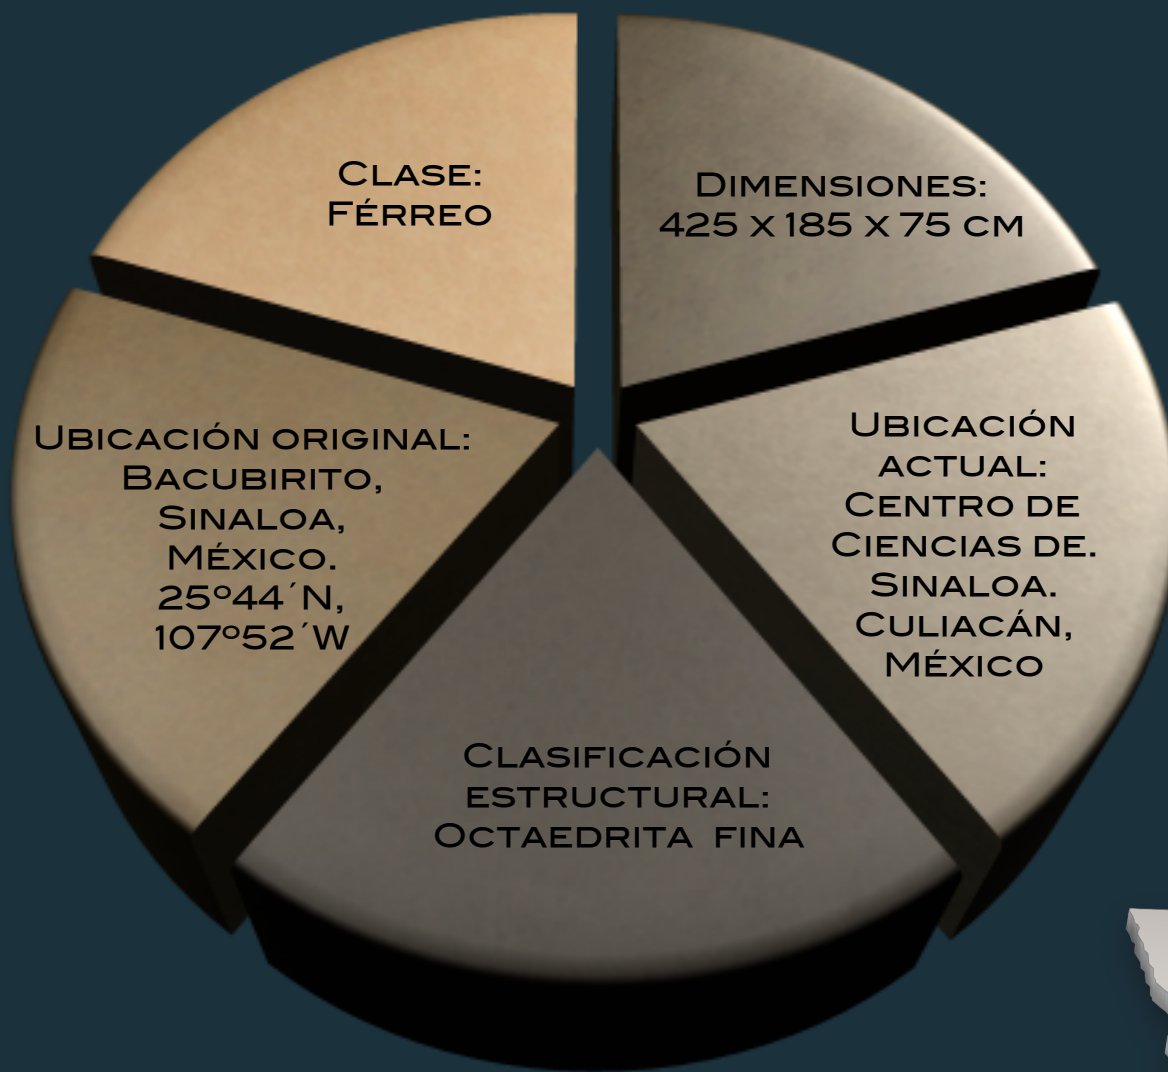 Clase:
Férreo
Dimensiones:
425 x 185 x 75 cm
Ubicación original:
Bacubirito,
Sinaloa,
México.
25º44´N,
107º52´W
Ubicación
actual:
Centro de
Ciencias de.
Sinaloa.
Culiacán,
México
Clasificación
estructural:
Octaedrita fina